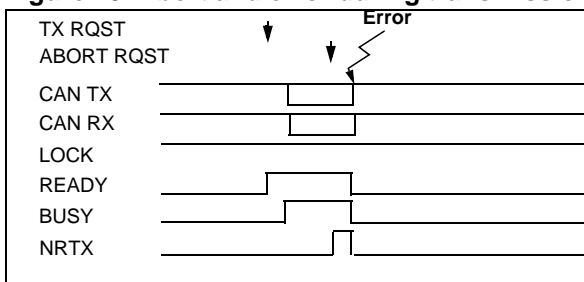 TX RQST
Error
ABORT RQST
CAN TX
CAN RX
LOCK
READY
BUSY
NRTX